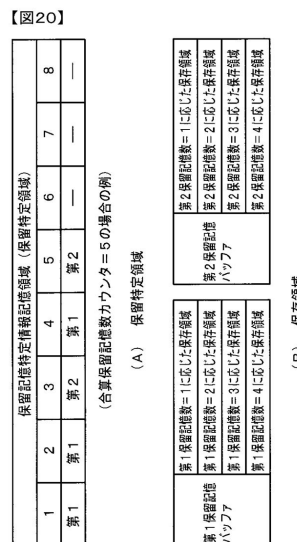 【図20】
保留記憶特定情報記憶領域(保留特定領域)
1 2 3 4 5 6 7 8
第1 第1 第2 第1 第2 — — —
(合算保留記憶数カウンタ=5の場合の例)
(A) 保留特定領域
第1保留記憶
バッファ
第1保留記憶数=1に応じた保存領域
第1保留記憶数=2に応じた保存領域
第1保留記憶数=3に応じた保存領域
第1保留記憶数=4に応じた保存領域
第2保留記憶
バッファ
第2保留記憶数=1に応じた保存領域
第2保留記憶数=2に応じた保存領域
第2保留記憶数=3に応じた保存領域
第2保留記憶数=4に応じた保存領域
(B) 保存領域